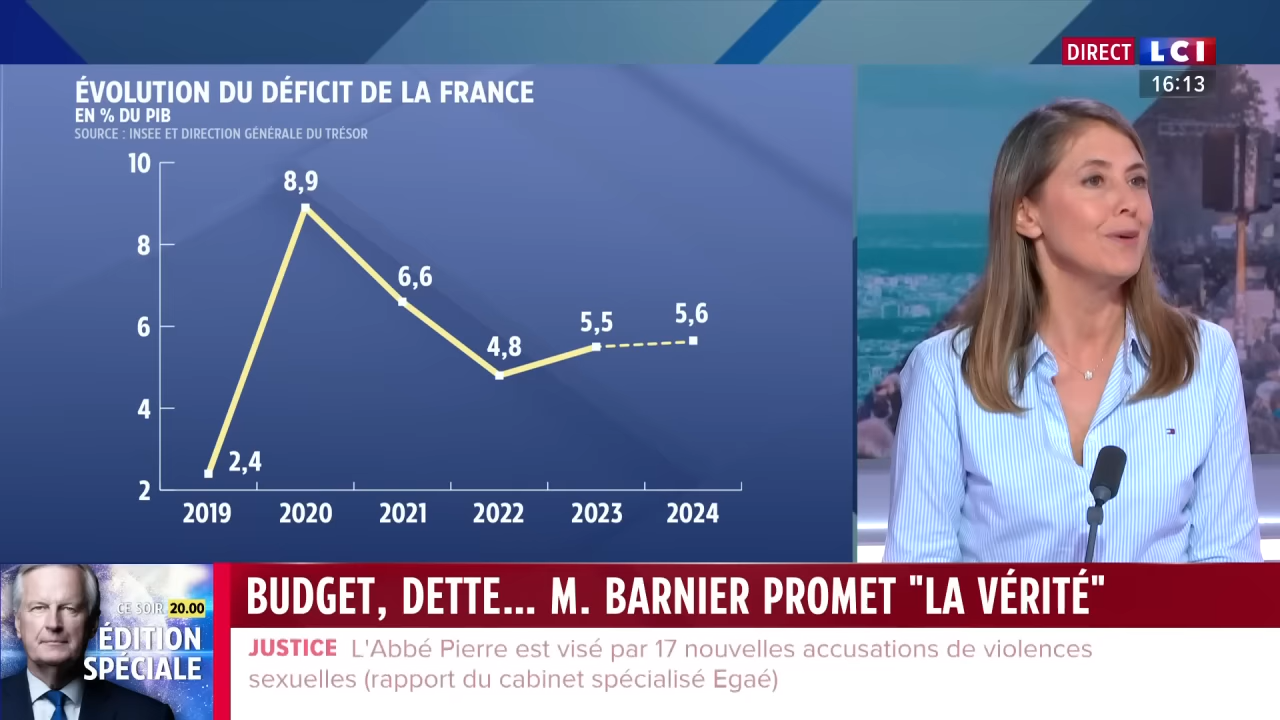 DIRECT LCI
16:13
ÉVOLUTION DU DÉFICIT DE LA FRANCE
EN % DU PIB
SOURCE : INSEE ET DIRECTION GÉNÉRALE DU TRÉSOR
10
8
6
4
2
2,4
8,9
6,6
4,8
5,5
5,6
2019 2020 2021 2022 2023 2024
CE SOIR 20.00
ÉDITION
SPÉCIALE
BUDGET, DETTE... M. BARNIER PROMET "LA VÉRITÉ"
JUSTICE L'Abbé Pierre est visé par 17 nouvelles accusations de violences
sexuelles (rapport du cabinet spécialisé Egaé)